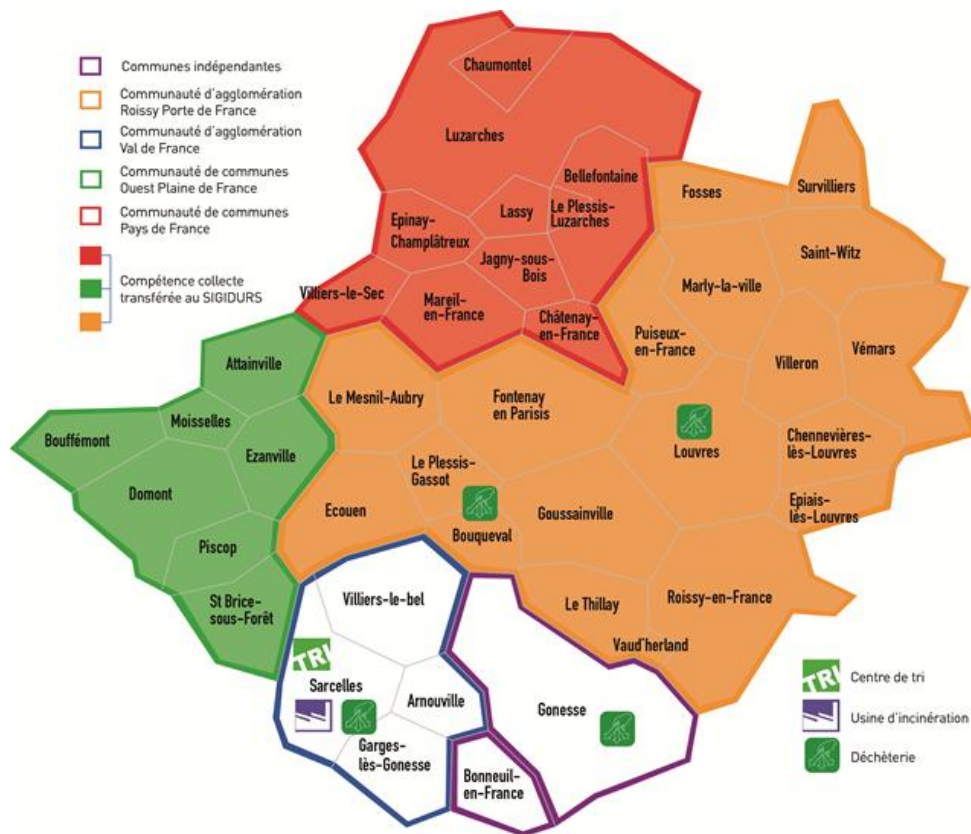 Communes indépendantes
Communauté d'agglomération
Roissy Porte de France
Communauté d'agglomération
Val de France
Communauté de communes
Ouest Plaine de France
Communauté de communes
Pays de France
Compétence collecte
transférée au SIGIDURS
Chaumontel
Luzarches
Bellefontaine
Lassy
Le Plessis-
Luzarches
Epinay-
Champlâtreux
Jagny-sous-
Bois
Villiers-le-Sec
Mareil-
en-France
Châtenay-
en-France
Fosses
Survilliers
Saint-Witz
Marly-la-ville
Puiseux-
en-France
Villeron
Vémars
Attainville
Moisselles
Bouffémont
Ezanville
Domont
Piscop
St Brice-
sous-Forêt
Le Mesnil-Aubry
Fontenay
en Parisis
Louvres
Chennevières-
lès-Louvres
Epiais-
lès-Louvres
Le Plessis-
Gassot
Ecouen
Bouqueval
Goussainville
Le Thillay
Roissy-en-France
Vaud'herland
Villiers-le-bel
TRI
Sarcelles
Arnouville
Garges-
lès-Gonesse
Gonesse
Bonneuil-
en-France
TRI
Centre de tri
Usine d'incinération
Déchèterie